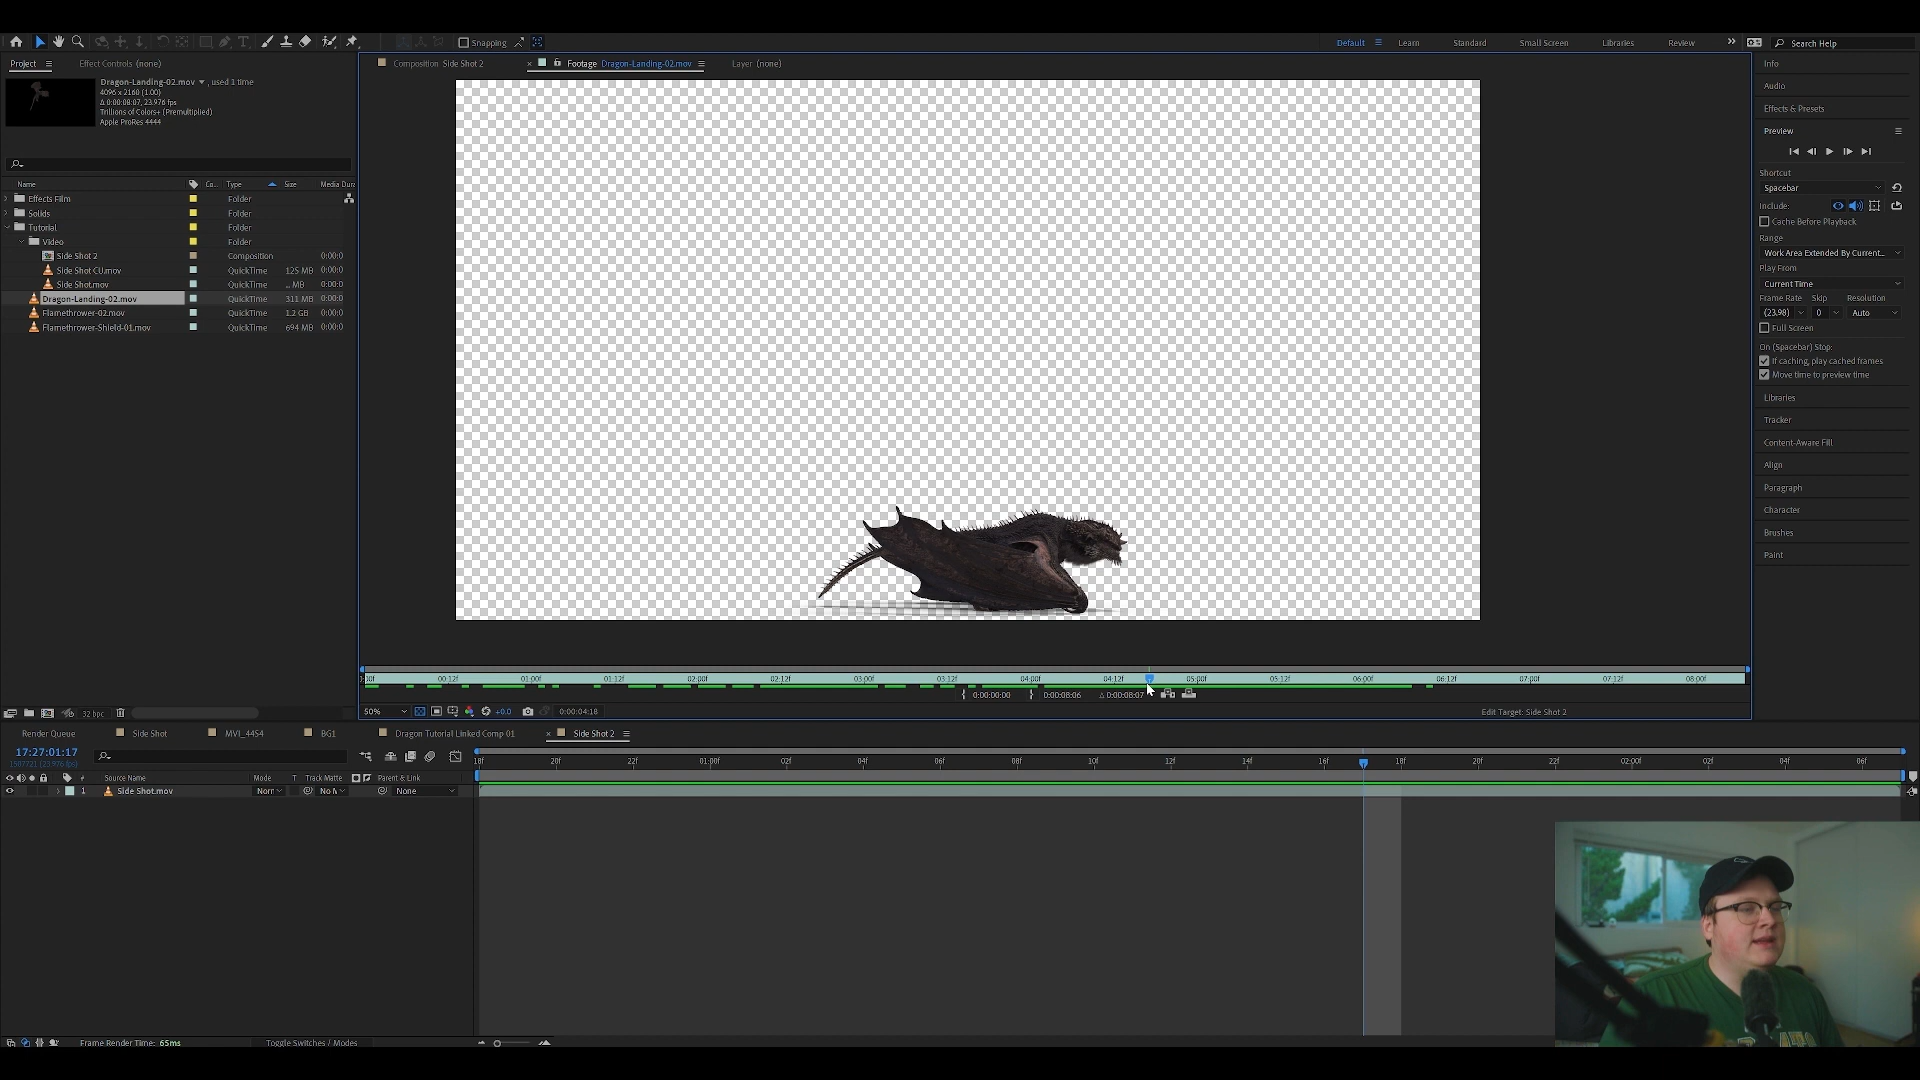 Snapping
Default
Learn
Standard
Small Screen
Libraries
Review
Search Help
Project
Effect Controls (none)
Composition Side Shot 2
Footage Dragon-Landing-02.mov
Layer (none)
Dragon-Landing-02.mov , used 1 time
4096 x 2160 (1.00)
Δ 0:00:08:07, 23.976 fps
Trillions of Colors+ (Premultiplied)
Apple ProRes 4444
Name Co... Type Size Media Dura
Effects Film Folder
Solids Folder
Tutorial Folder
Video Folder
Side Shot 2 Composition 0:00:0
Side Shot CU.mov QuickTime 125 MB 0:00:0
Side Shot.mov QuickTime ... MB 0:00:0
Dragon-Landing-02.mov QuickTime 311 MB 0:00:0
Flamethrower-02.mov QuickTime 1.2 GB 0:00:0
Flamethrower-Shield-01.mov QuickTime 694 MB 0:00:0
Info
Audio
Effects & Presets
Preview
Shortcut
Spacebar
Include:
Cache Before Playback
Range
Work Area Extended By Current...
Play From
Current Time
Frame Rate Skip Resolution
(23.98) 0 Auto
Full Screen
On (Spacebar) Stop:
If caching, play cached frames
Move time to preview time
Libraries
Tracker
Content-Aware Fill
Align
Paragraph
Character
Brushes
Paint
00f 00:12f 01:00f 01:12f 02:00f 02:12f 03:00f 03:12f 04:00f 04:12f 05:00f 05:12f 06:00f 06:12f 07:00f 07:12f 08:00f
0:00:00:00 0:00:08:06 Δ 0:00:08:07
50% +0.0 0:00:04:18
Edit Target: Side Shot 2
32 bpc
Render Queue
Side Shot
MVI_4454
BG1
Dragon Tutorial Linked Comp 01
Side Shot 2
17:27:01:17
1507721 (23.976 fps)
18f 20f 22f 01:00f 02f 04f 06f 08f 10f 12f 14f 16f 18f 20f 22f 02:00f 02f 04f 06f
# Source Name Mode T Track Matte Parent & Link
1 Side Shot.mov Norr No M None
Frame Render Time: 65ms
Toggle Switches / Modes